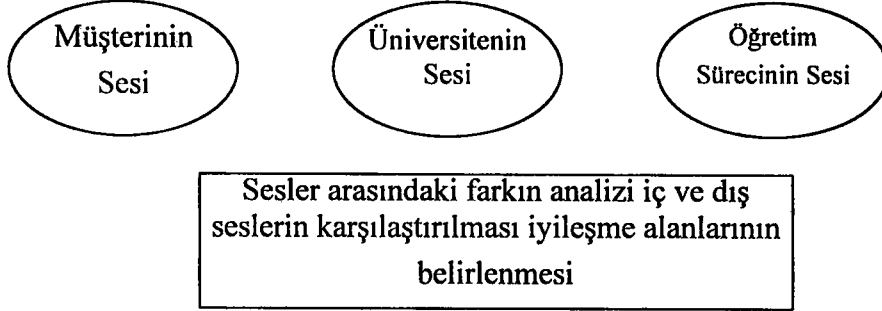 Müşterinin
Sesi
Üniversitenin
Sesi
Öğretim
Sürecinin Sesi
Sesler arasındaki farkın analizi iç ve dış
seslerin karşılaştırılması iyileşme alanlarının
belirlenmesi